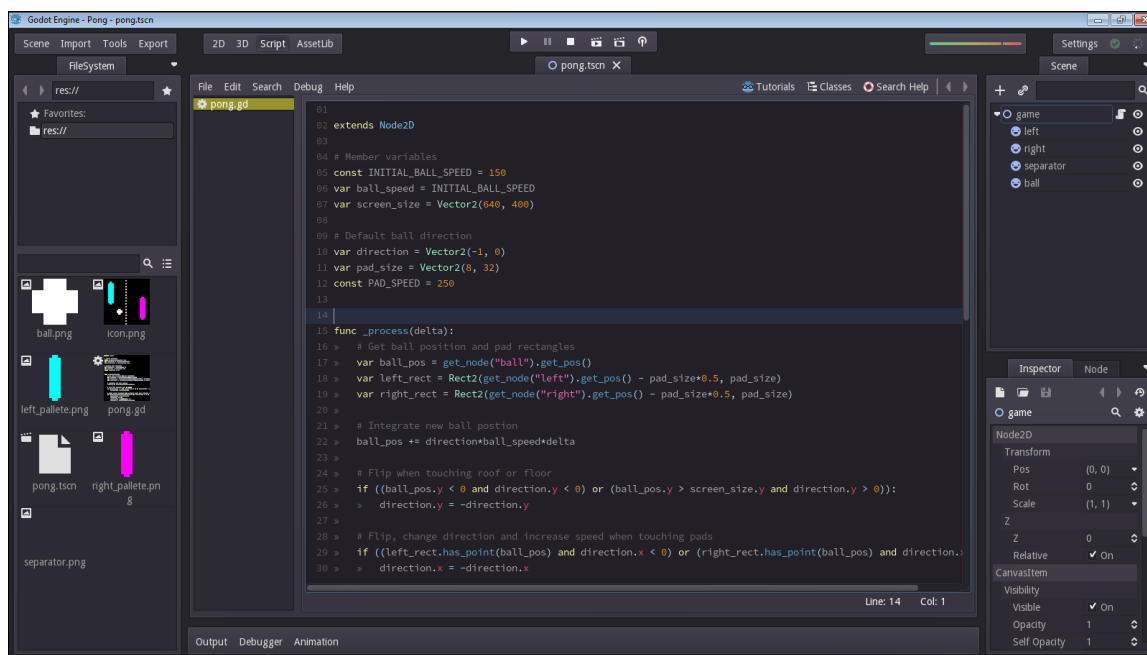 Godot Engine - Pong - pong.tscn
Scene Import Tools Export
2D 3D Script AssetLib
Settings
FileSystem
pong.tscn
Scene
res://
Favorites:
res://
File Edit Search Debug Help
Tutorials Classes Search Help
pong.gd
01
02 extends Node2D
03
04 # Member variables
05 const INITIAL_BALL_SPEED = 150
06 var ball_speed = INITIAL_BALL_SPEED
07 var screen_size = Vector2(640, 400)
08
09 # Default ball direction
10 var direction = Vector2(-1, 0)
11 var pad_size = Vector2(8, 32)
12 const PAD_SPEED = 250
13
14
15 func _process(delta):
16 » # Get ball position and pad rectangles
17 » var ball_pos = get_node("ball").get_pos()
18 » var left_rect = Rect2(get_node("left").get_pos() - pad_size*0.5, pad_size)
19 » var right_rect = Rect2(get_node("right").get_pos() - pad_size*0.5, pad_size)
20 »
21 » # Integrate new ball postion
22 » ball_pos += direction*ball_speed*delta
23 »
24 » # Flip when touching roof or floor
25 » if ((ball_pos.y < 0 and direction.y < 0) or (ball_pos.y > screen_size.y and direction.y > 0)):
26 » » direction.y = -direction.y
27 »
28 » # Flip, change direction and increase speed when touching pads
29 » if ((left_rect.has_point(ball_pos) and direction.x < 0) or (right_rect.has_point(ball_pos) and direction.
30 » » direction.x = -direction.x
Line: 14 Col: 1
ball.png
icon.png
left_pallete.png
pong.gd
pong.tscn
right_pallete.pn
g
separator.png
Output Debugger Animation
game
left
right
separator
ball
Inspector Node
game
Node2D
Transform
Pos (0, 0)
Rot 0
Scale (1, 1)
Z
Z 0
Relative On
CanvasItem
Visibility
Visible On
Opacity 1
Self Opacity 1